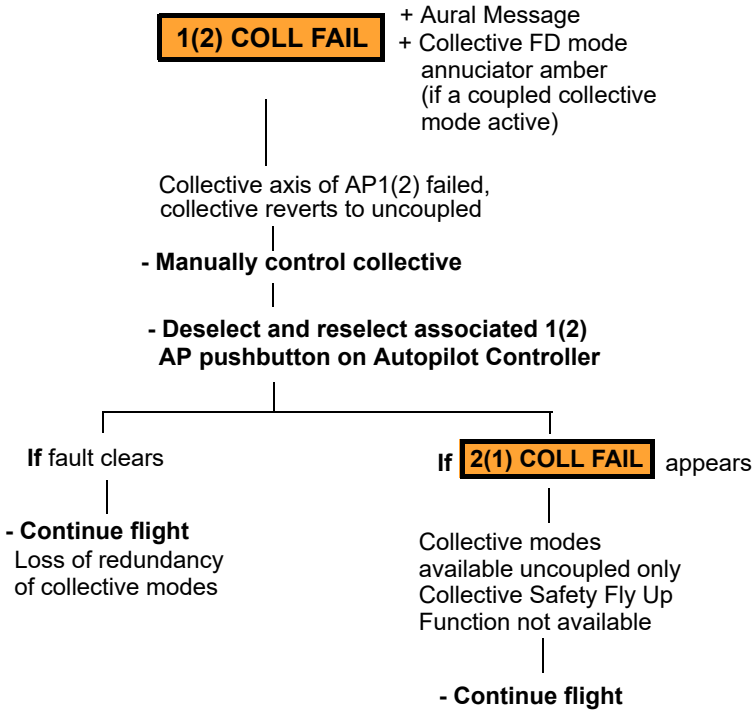 1(2) COLL FAIL
+ Aural Message
+ Collective FD mode
annuciator amber
(if a coupled collective
mode active)
Collective axis of AP1(2) failed,
collective reverts to uncoupled
- Manually control collective
- Deselect and reselect associated 1(2)
AP pushbutton on Autopilot Controller
If fault clears
- Continue flight
Loss of redundancy
of collective modes
If 2(1) COLL FAIL appears
Collective modes
available uncoupled only
Collective Safety Fly Up
Function not available
- Continue flight